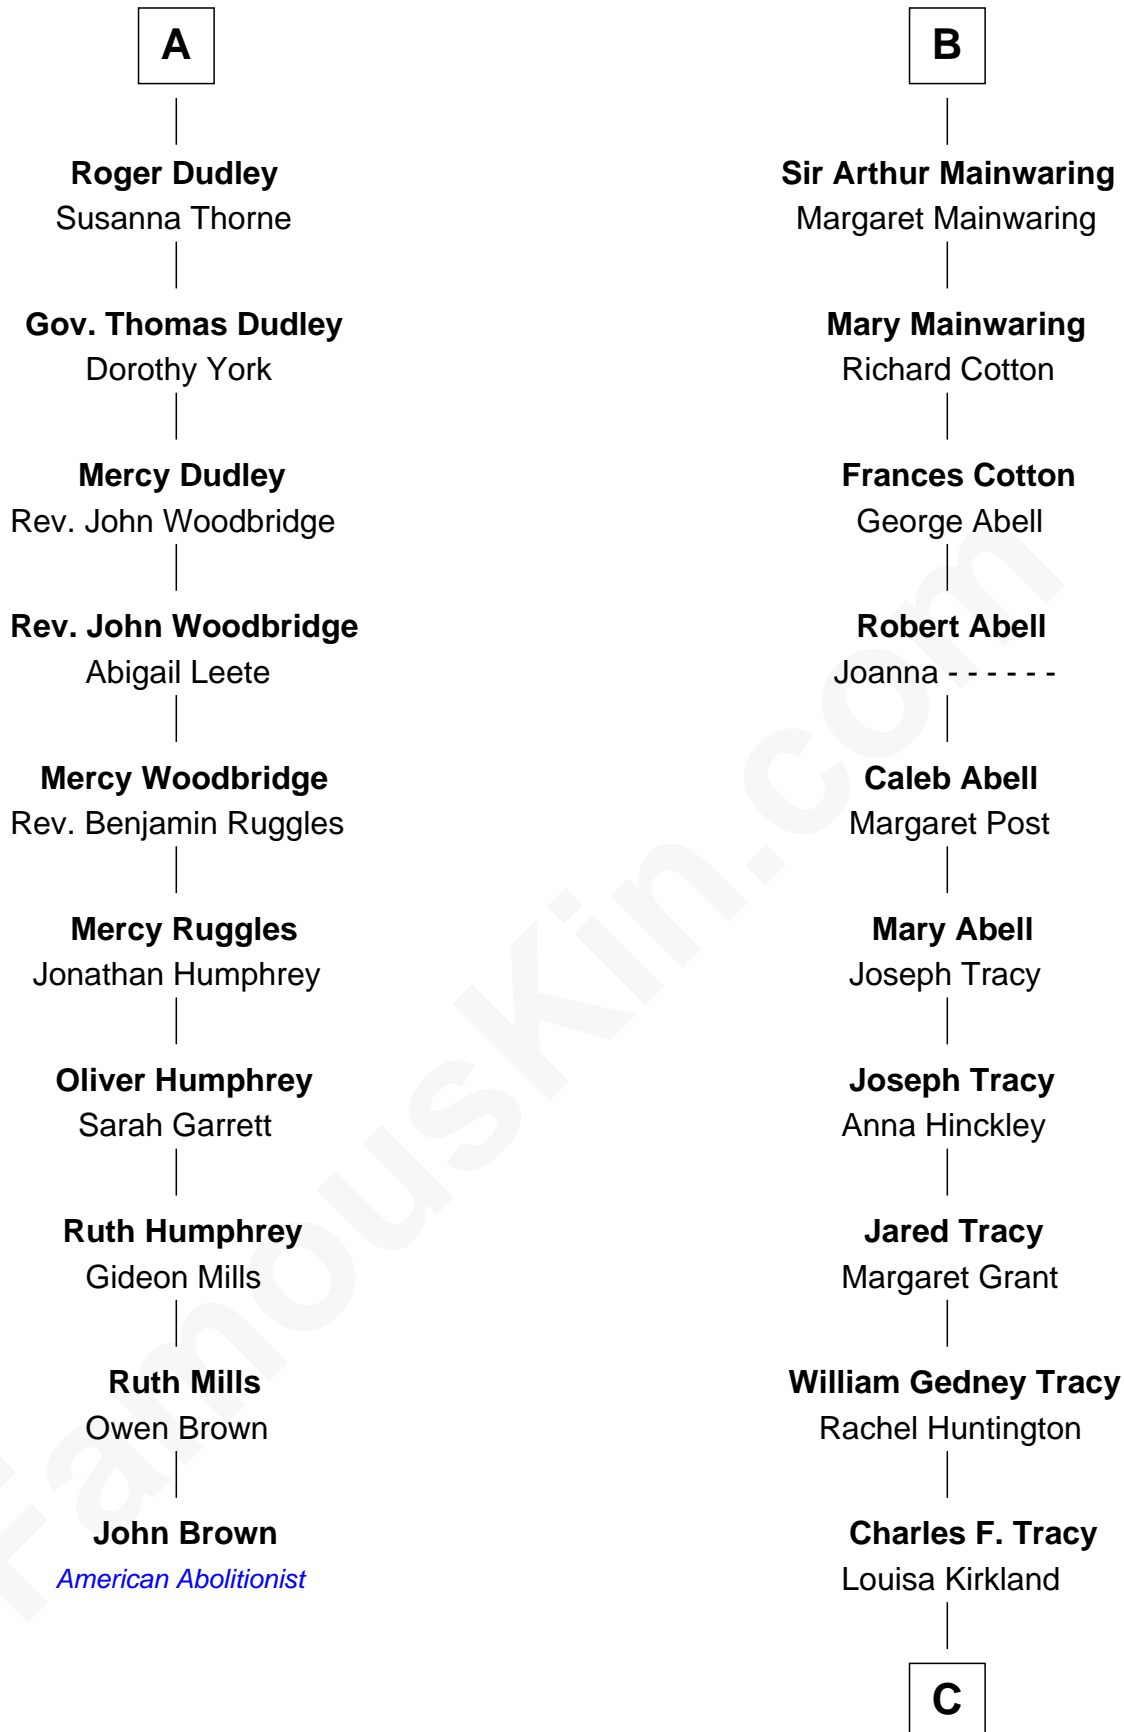 A
Roger Dudley
Susanna Thorne
Gov. Thomas Dudley
Dorothy York
Mercy Dudley
Rev. John Woodbridge
Rev. John Woodbridge
Abigail Leete
Mercy Woodbridge
Rev. Benjamin Ruggles
Mercy Ruggles
Jonathan Humphrey
Oliver Humphrey
Sarah Garrett
Ruth Humphrey
Gideon Mills
Ruth Mills
Owen Brown
John Brown
American Abolitionist
B
Sir Arthur Mainwaring
Margaret Mainwaring
Mary Mainwaring
Richard Cotton
Frances Cotton
George Abell
Robert Abell
Joanna - - - - - -
Caleb Abell
Margaret Post
Mary Abell
Joseph Tracy
Joseph Tracy
Anna Hinckley
Jared Tracy
Margaret Grant
William Gedney Tracy
Rachel Huntington
Charles F. Tracy
Louisa Kirkland
C
FamousKin.com